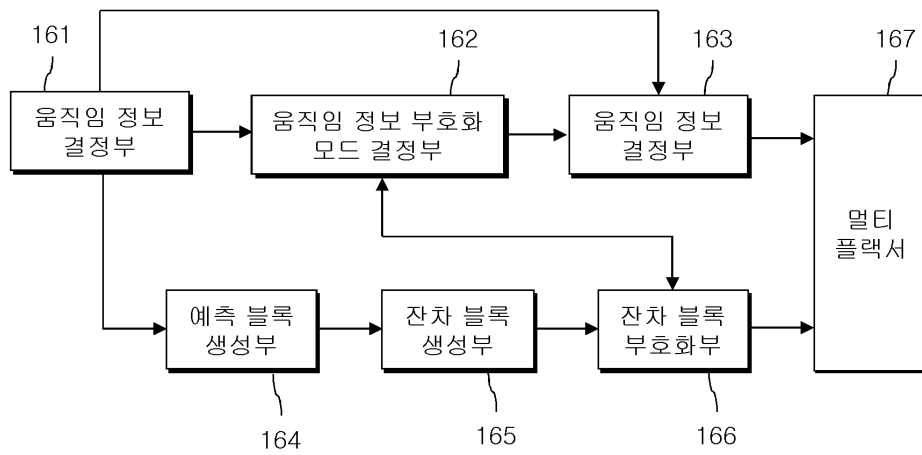 161
162
163
167
움직임 정보
결정부
움직임 정보 부호화
모드 결정부
움직임 정보
결정부
멀티
플랙서
예측 블록
생성부
잔차 블록
생성부
잔차 블록
부호화부
164
165
166